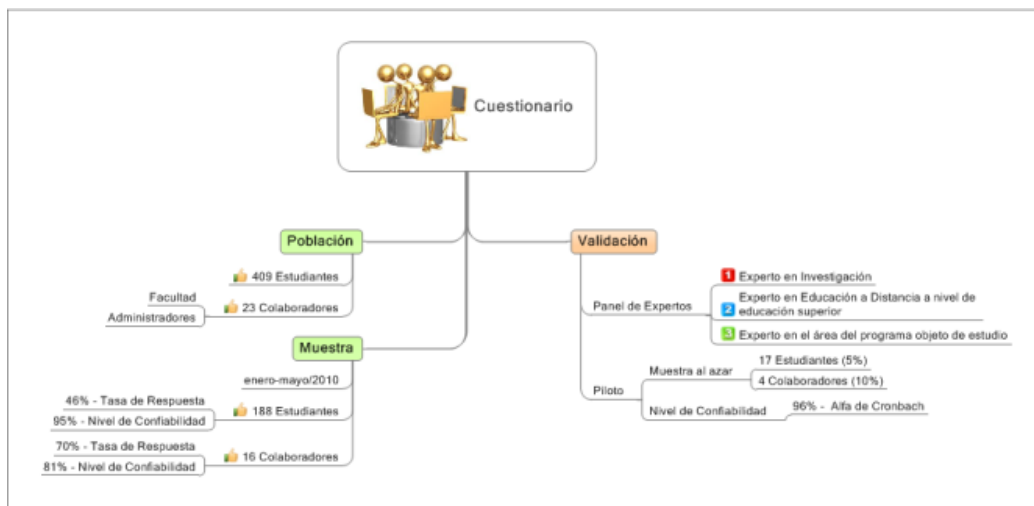 Cuestionario
Población
409 Estudiantes
23 Colaboradores
Facultad
Administradores
Muestra
enero-mayo/2010
188 Estudiantes
46% - Tasa de Respuesta
95% - Nivel de Confiabilidad
16 Colaboradores
70% - Tasa de Respuesta
81% - Nivel de Confiabilidad
Validación
Panel de Expertos
1 Experto en Investigación
2 Experto en Educación a Distancia a nivel de
educación superior
3 Experto en el área del programa objeto de estudio
Piloto
Muestra al azar
17 Estudiantes (5%)
4 Colaboradores (10%)
Nivel de Confiabilidad
96% - Alfa de Cronbach